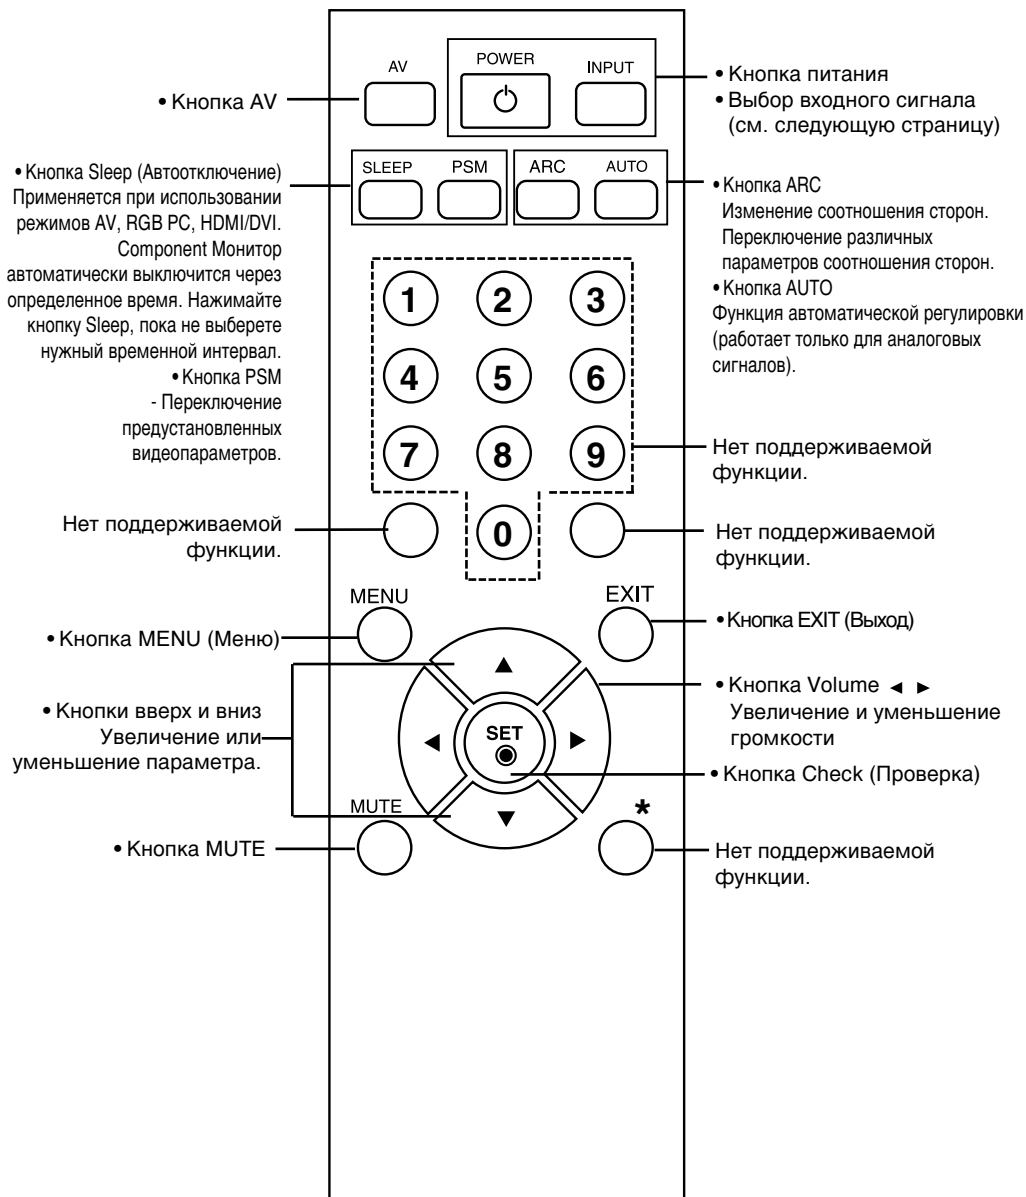 AV
POWER
INPUT
• Кнопка AV
• Кнопка питания
• Выбор входного сигнала
(см. следующую страницу)
SLEEP
PSM
ARC
AUTO
• Кнопка Sleep (Автоотключение)
Применяется при использовании
режимов AV, RGB PC, HDMI/DVI.
Component Монитор
автоматически выключится через
определенное время. Нажимайте
кнопку Sleep, пока не выберете
нужный временной интервал.
• Кнопка PSM
- Переключение
предустановленных
видеопараметров.
• Кнопка ARC
Изменение соотношения сторон.
Переключение различных
параметров соотношения сторон.
• Кнопка AUTO
Функция автоматической регулировки
(работает только для аналоговых
сигналов).
1
2
3
4
5
6
7
8
9
0
Нет поддерживаемой
функции.
Нет поддерживаемой
функции.
Нет поддерживаемой
функции.
MENU
EXIT
• Кнопка MENU (Меню)
• Кнопка EXIT (Выход)
• Кнопки вверх и вниз
Увеличение или
уменьшение параметра.
▲
◀
SET
▶
▼
• Кнопка Volume ◄ ►
Увеличение и уменьшение
громкости
• Кнопка Check (Проверка)
MUTE
*
• Кнопка MUTE
Нет поддерживаемой
функции.